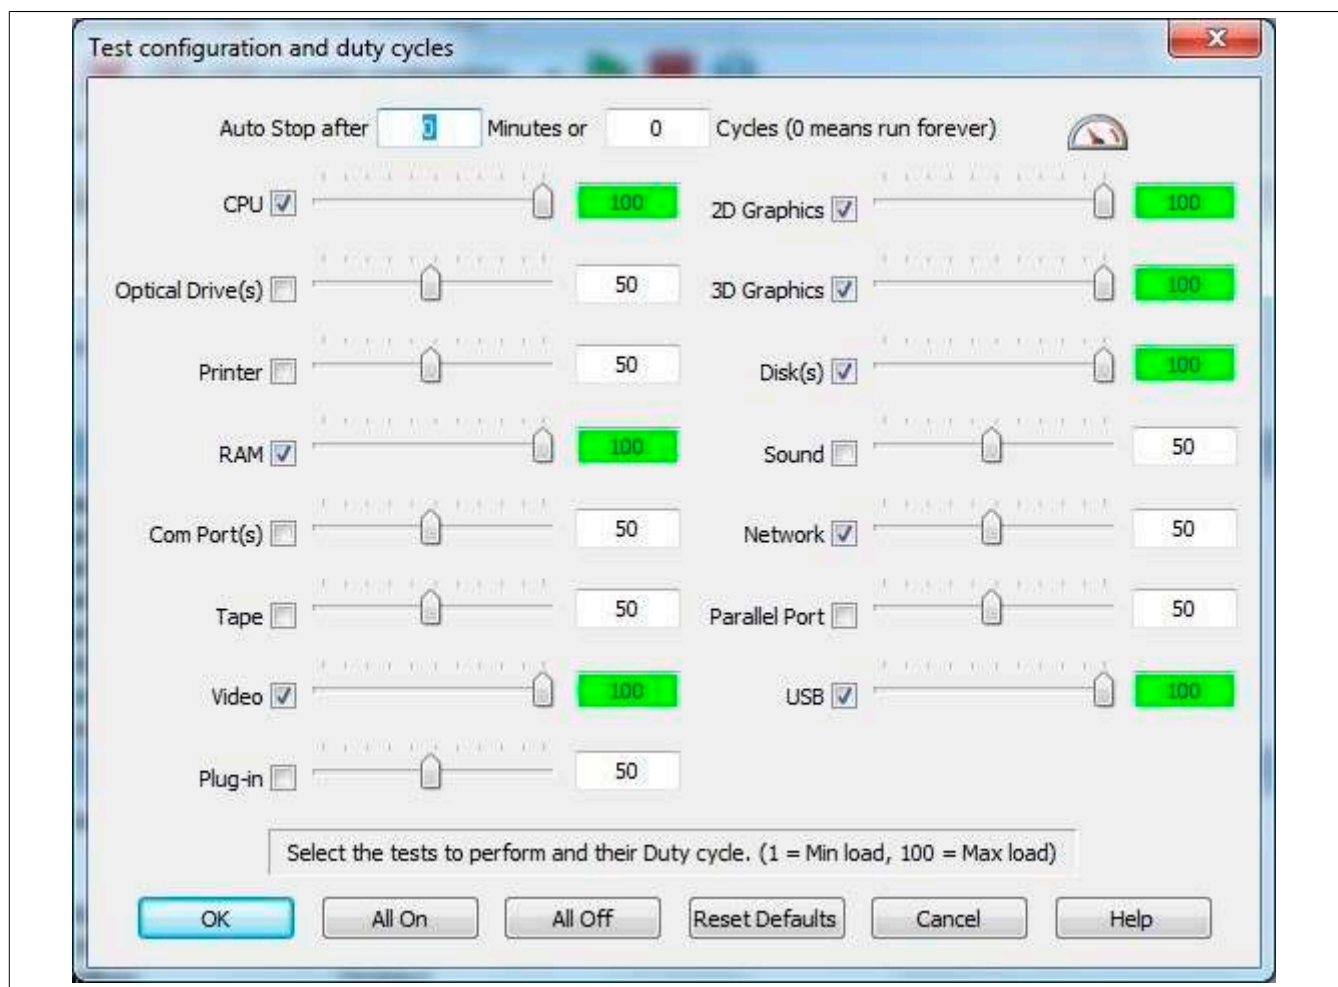 Test configuration and duty cycles
Auto Stop after 0 Minutes or 0 Cycles (0 means run forever)
CPU 100 2D Graphics 100
Optical Drive(s) 50 3D Graphics 100
Printer 50 Disk(s) 100
RAM 100 Sound 50
Com Port(s) 50 Network 50
Tape 50 Parallel Port 50
Video 100 USB 100
Plug-in 50
Select the tests to perform and their Duty cycle. (1 = Min load, 100 = Max load)
OK All On All Off Reset Defaults Cancel Help